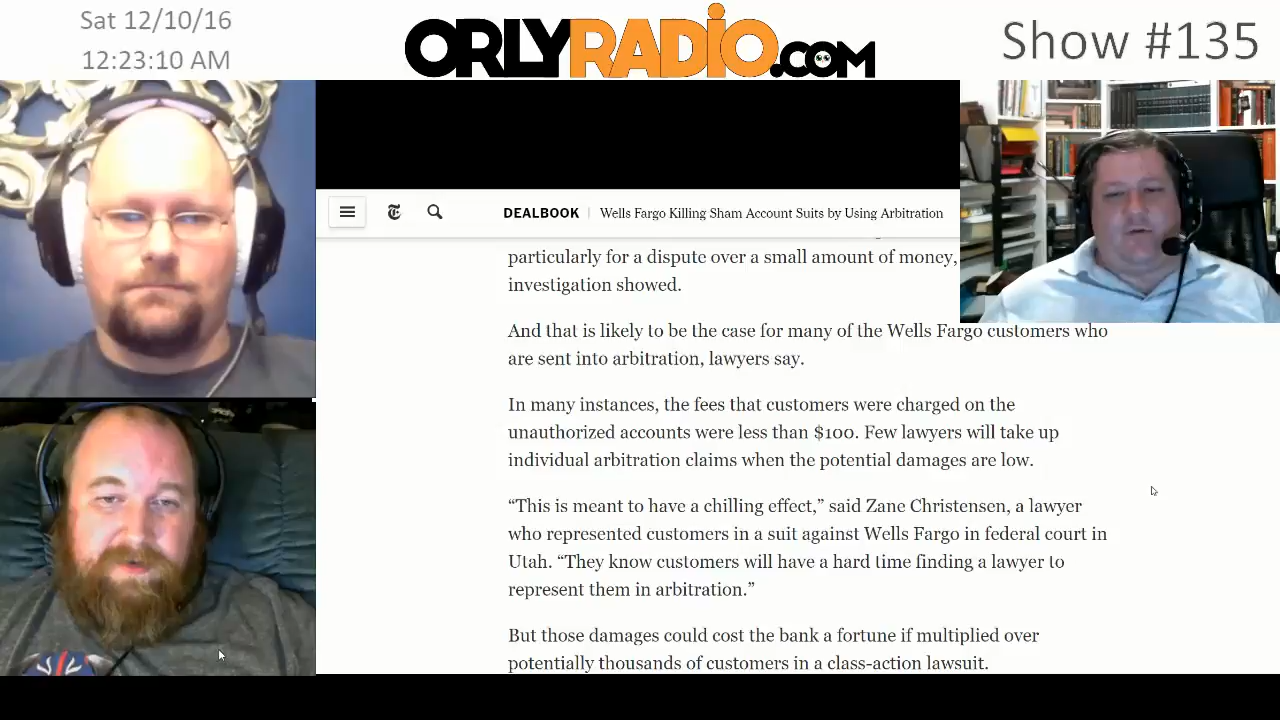 Sat 12/10/16
12:23:10 AM
ORLYRADiO.COM
Show #135
DEALBOOK | Wells Fargo Killing Sham Account Suits by Using Arbitration
particularly for a dispute over a small amount of money,
investigation showed.
And that is likely to be the case for many of the Wells Fargo customers who
are sent into arbitration, lawyers say.
In many instances, the fees that customers were charged on the
unauthorized accounts were less than $100. Few lawyers will take up
individual arbitration claims when the potential damages are low.
“This is meant to have a chilling effect,” said Zane Christensen, a lawyer
who represented customers in a suit against Wells Fargo in federal court in
Utah. “They know customers will have a hard time finding a lawyer to
represent them in arbitration.”
But those damages could cost the bank a fortune if multiplied over
potentially thousands of customers in a class-action lawsuit.